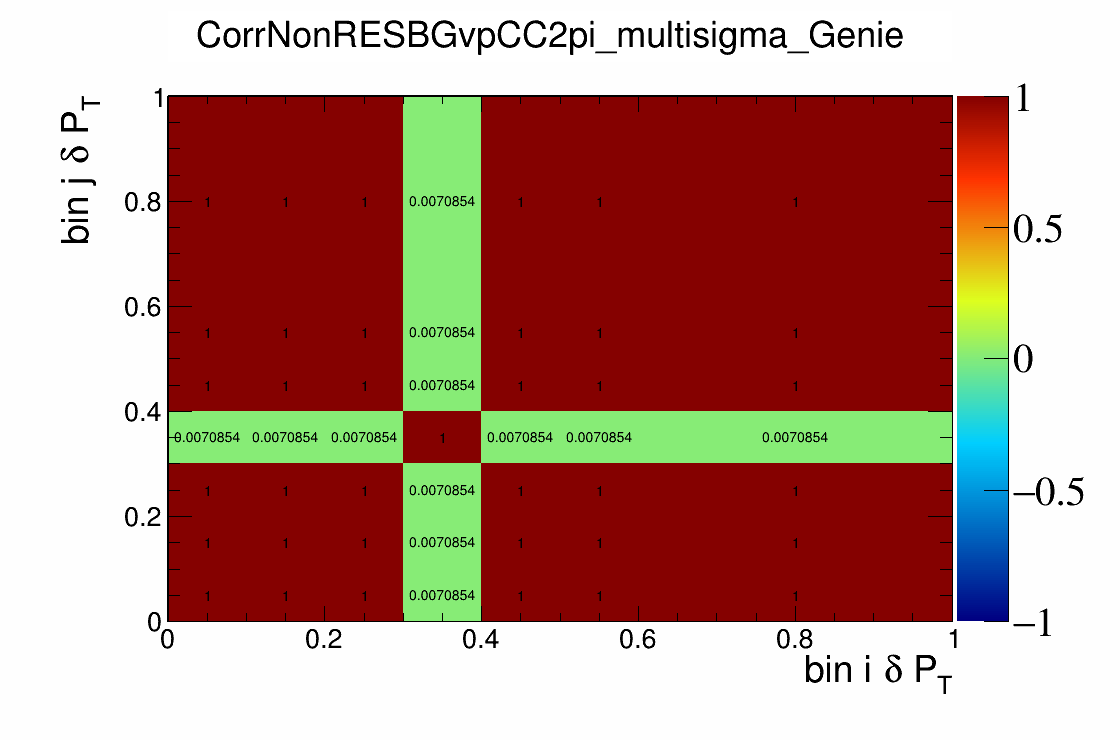 CorrNonRESBGvpCC2pi_multisigma_Genie
bin j δ P_T
1
0.8
0.6
0.4
0.2
0
1 1 1 0.0070854 1 1 1
1 1 1 0.0070854 1 1 1
1 1 1 0.0070854 1 1 1
0.0070854 0.0070854 0.0070854 1 0.0070854 0.0070854 0.0070854
1 1 1 0.0070854 1 1 1
1 1 1 0.0070854 1 1 1
1 1 1 0.0070854 1 1 1
0 0.2 0.4 0.6 0.8 1
bin i δ P_T
1
0.5
0
−0.5
−1